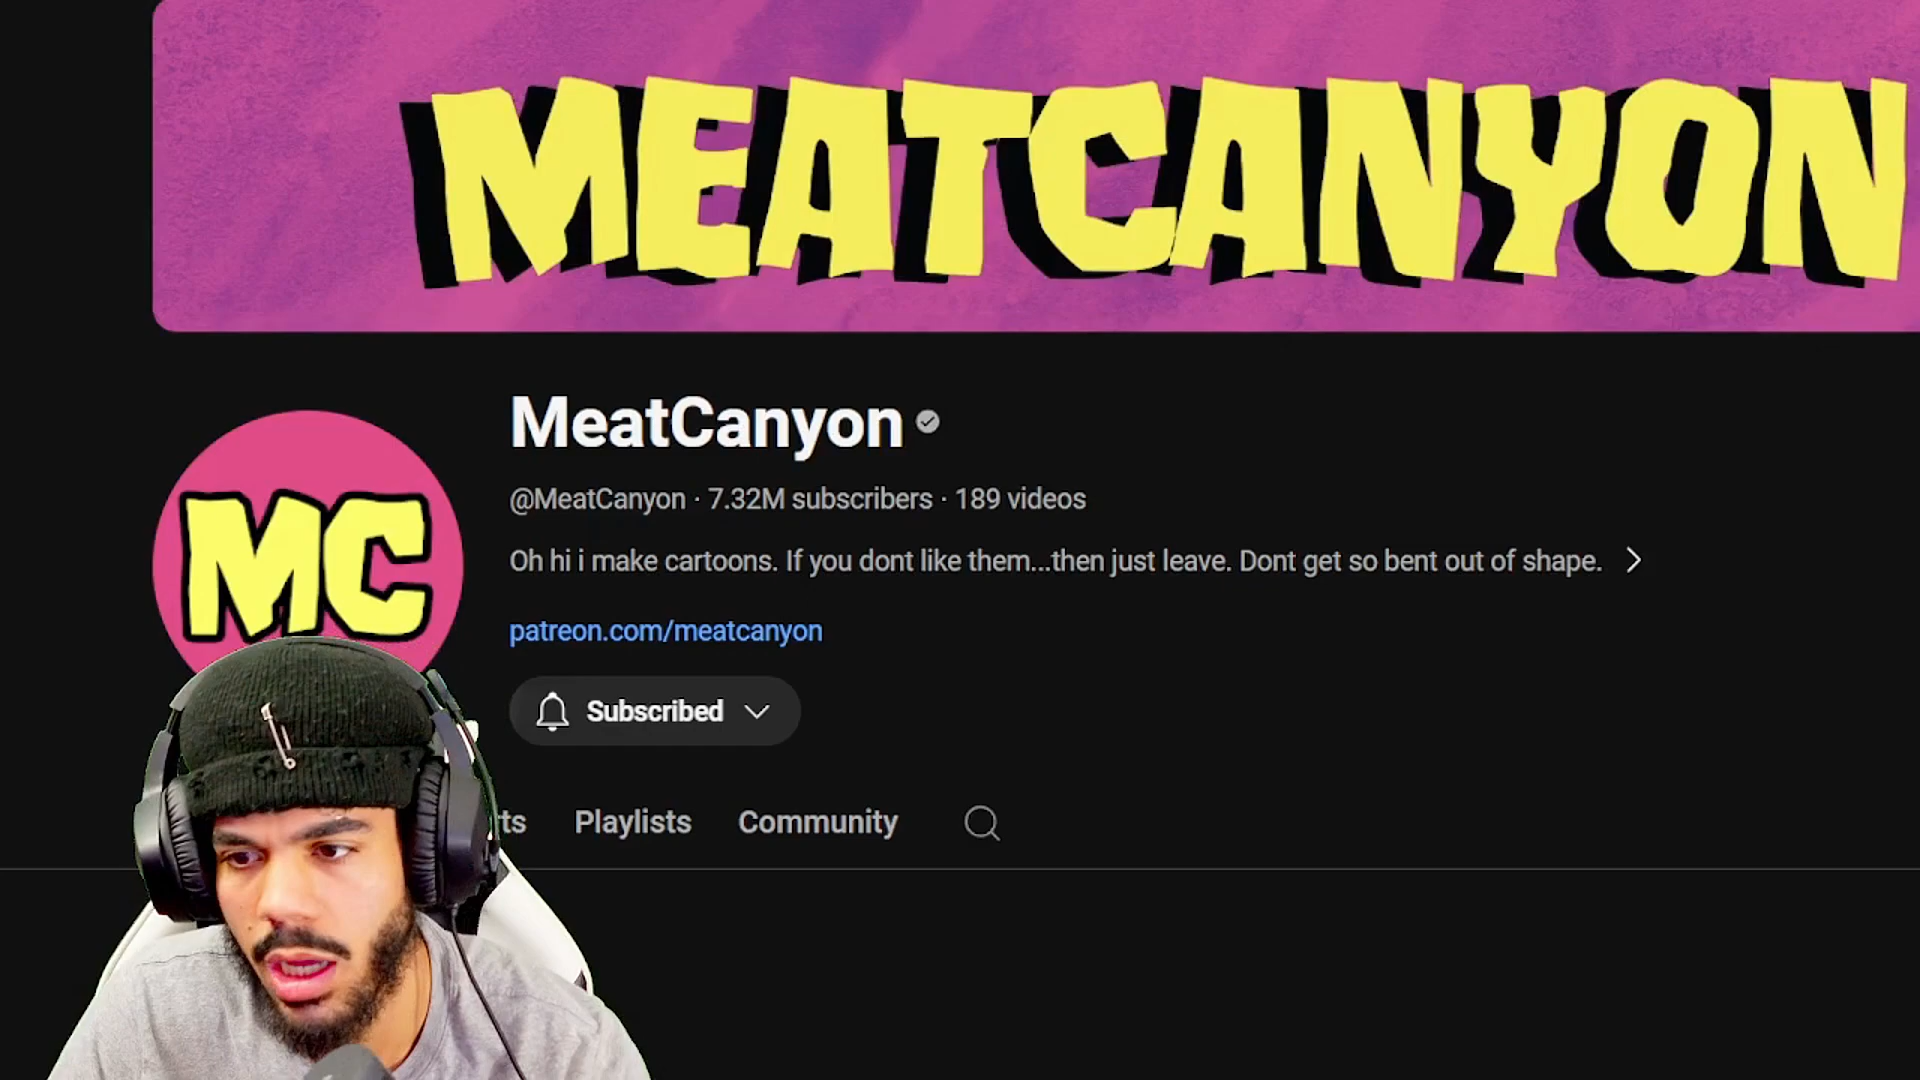 MEATCANYON
MC
MeatCanyon
@MeatCanyon · 7.32M subscribers · 189 videos
Oh hi i make cartoons. If you dont like them...then just leave. Dont get so bent out of shape.
patreon.com/meatcanyon
Subscribed
ts Playlists Community